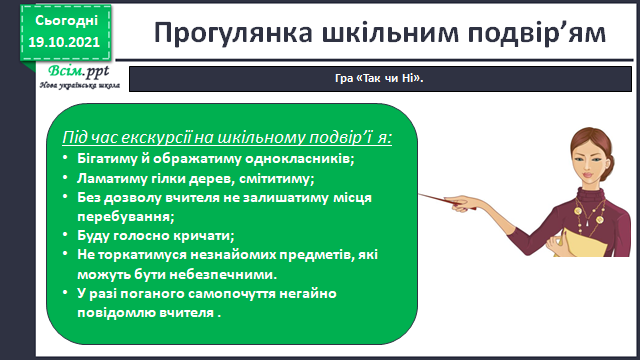 Сьогодні
19.10.2021
Прогулянка шкільним подвір’ям
Всім.ppt
Нова українська школа
Гра «Так чи Ні».
Під час екскурсії на шкільному подвір’ї я:
• Бігатиму й ображатиму однокласників;
• Ламатиму гілки дерев, смітитиму;
• Без дозволу вчителя не залишатиму місця
перебування;
• Буду голосно кричати;
• Не торкатимуся незнайомих предметів, які
можуть бути небезпечними.
• У разі поганого самопочуття негайно
повідомлю вчителя .